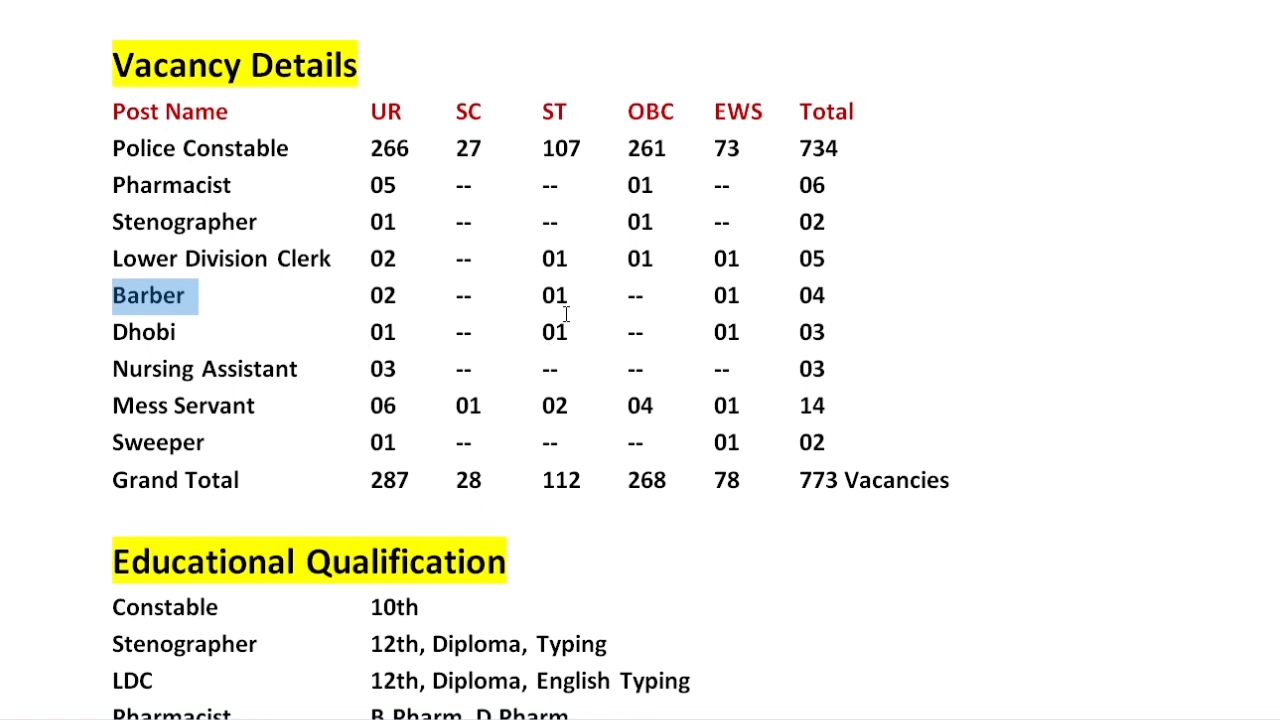 Vacancy Details
Post Name UR SC ST OBC EWS Total
Police Constable 266 27 107 261 73 734
Pharmacist 05 -- -- 01 -- 06
Stenographer 01 -- -- 01 -- 02
Lower Division Clerk 02 -- 01 01 01 05
Barber 02 -- 01 -- 01 04
Dhobi 01 -- 01 -- 01 03
Nursing Assistant 03 -- -- -- -- 03
Mess Servant 06 01 02 04 01 14
Sweeper 01 -- -- -- 01 02
Grand Total 287 28 112 268 78 773 Vacancies
Educational Qualification
Constable 10th
Stenographer 12th, Diploma, Typing
LDC 12th, Diploma, English Typing
Pharmacist B Pharm, D Pharm